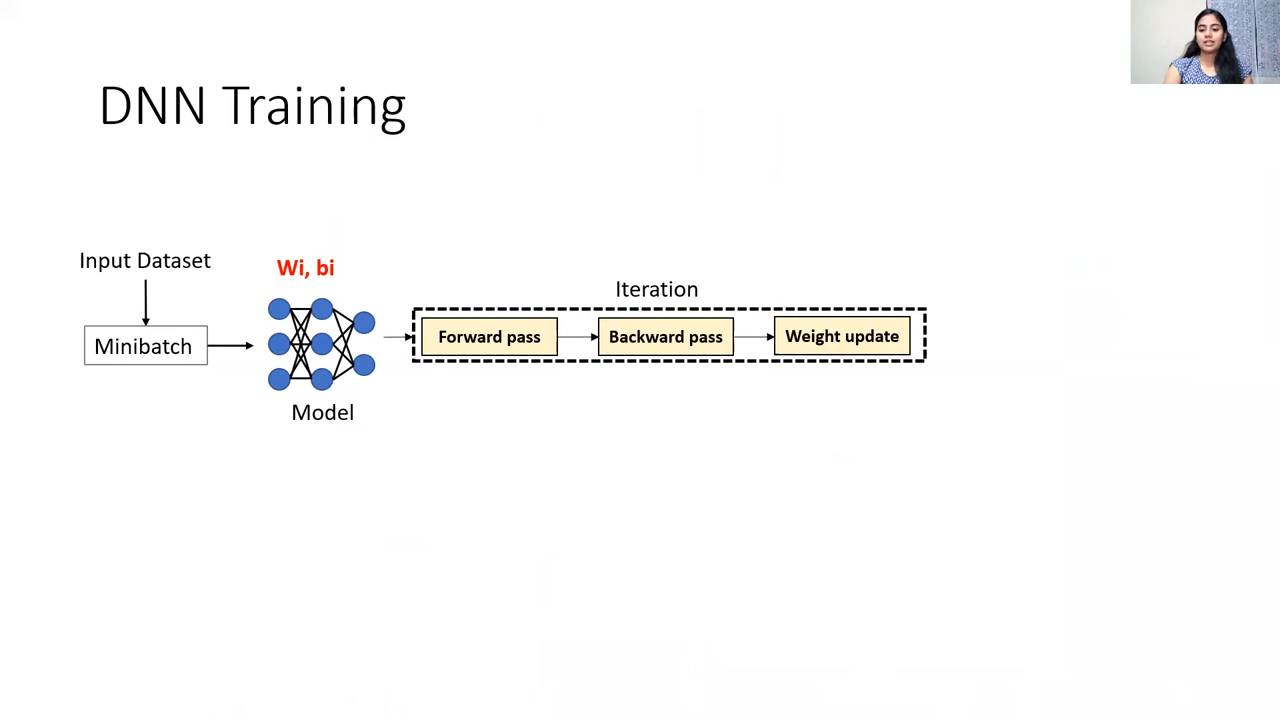 DNN Training
Input Dataset
Minibatch
Wi, bi
Model
Iteration
Forward pass
Backward pass
Weight update